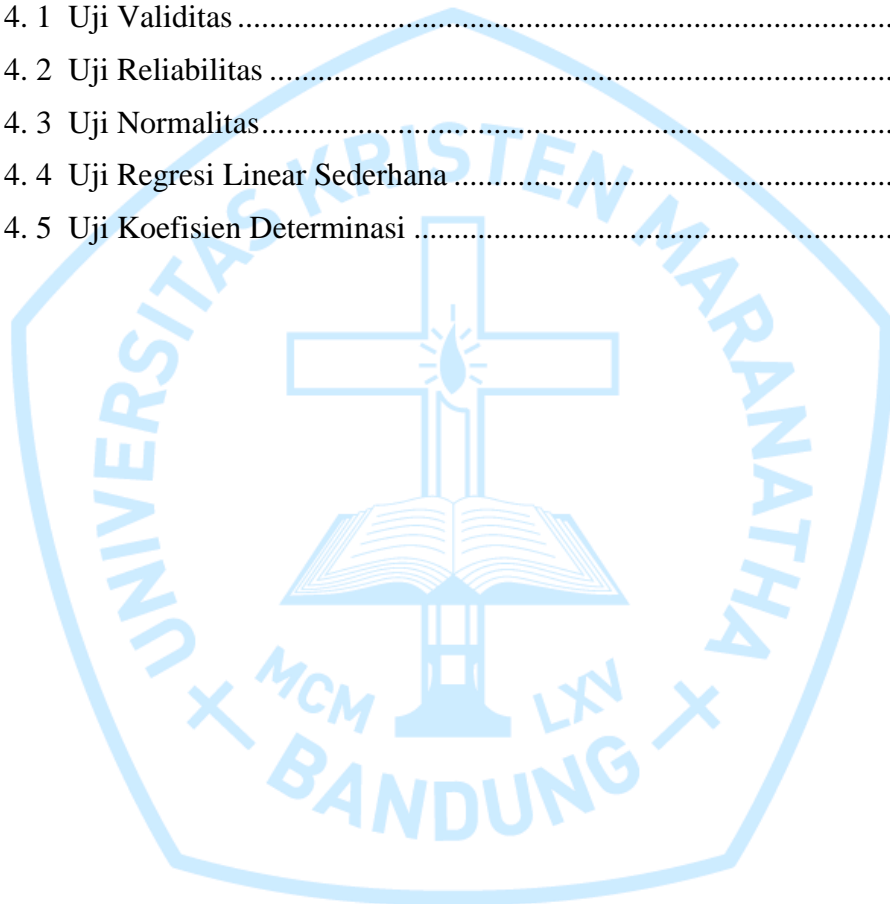 4. 1 Uji Validitas ........................................................................................
4. 2 Uji Reliabilitas ...................................................................................
4. 3 Uji Normalitas....................................................................................
4. 4 Uji Regresi Linear Sederhana ..........................................................
4. 5 Uji Koefisien Determinasi ................................................................
UNIVERSITAS KRISTEN MARANATHA
MCM LXV
BANDUNG